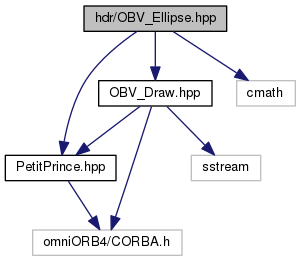 hdr/OBV_Ellipse.hpp
OBV_Draw.hpp
cmath
PetitPrince.hpp
sstream
omniORB4/CORBA.h